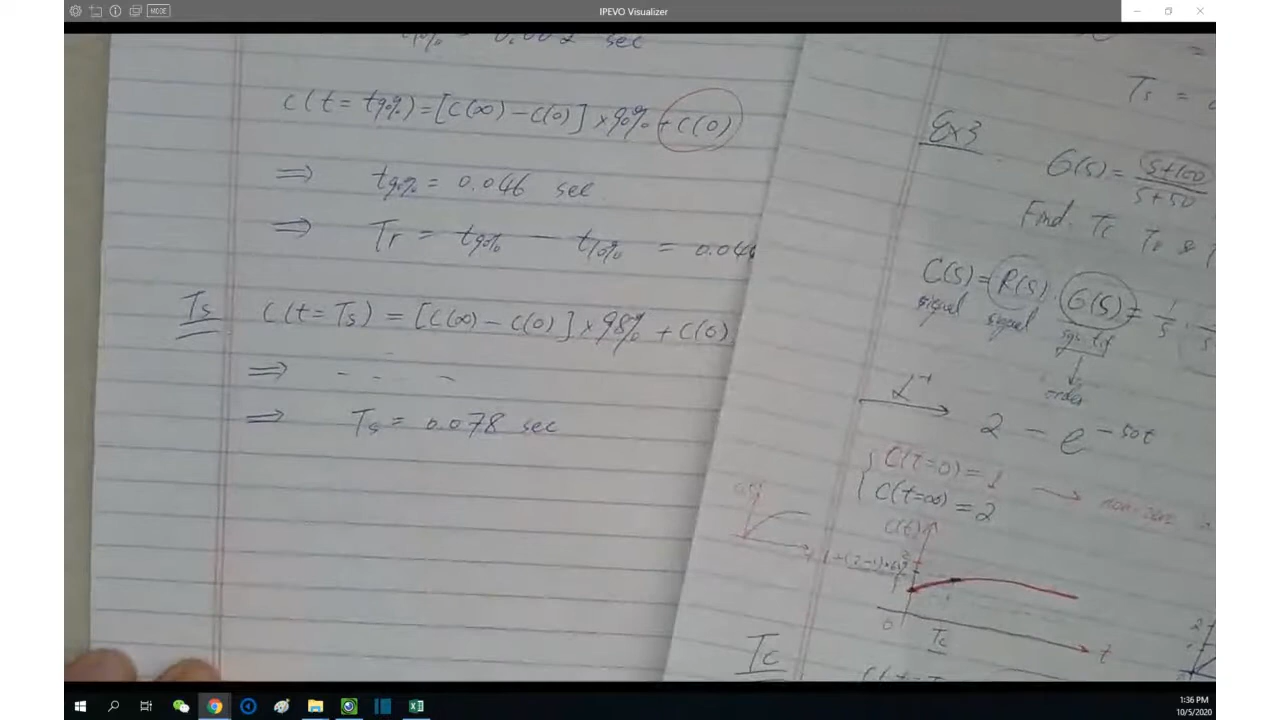 IPEVO Visualizer
MODE
sec
C(t = t90%) = [C(∞) - C(0)] × 90% + C(0)
⟹ t90% = 0.046 sec
⟹ Tr = t90% - t10% = 0.04
Ts C(t = Ts) = [C(∞) - C(0)] × 98% + C(0)
⟹ - - - -
⟹ Ts = 0.078 sec
Ts =
Ex3
G(s) = s+100 / s+50
Find Tc Tr &
C(s) = R(s) · G(s) = 1/s ·
signal signal sys t.f
order
L⁻¹ 2 - e^-50t
C(t=0) = 1
C(t=∞) = 2
C(t)
0 Tc t
Tc
1:36 PM
10/5/2020